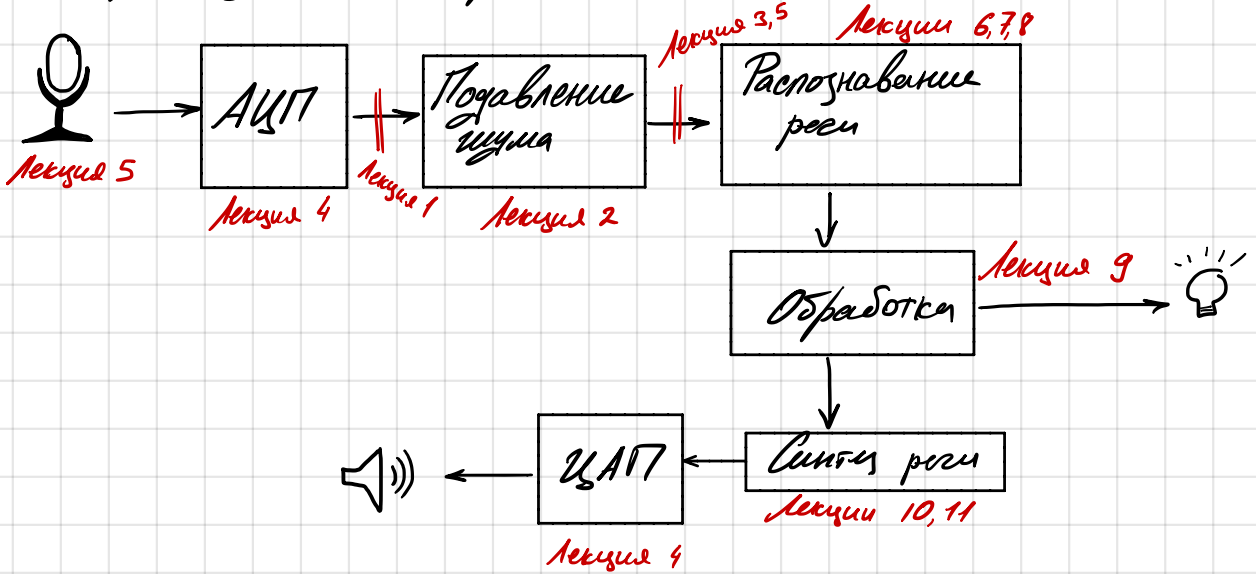 Лекция 5
АЦП
Лекция 4
Лекция 1
Подавление
шума
Лекция 2
Лекция 3,5
Лекции 6,7,8
Распознавание
речи
Обработка
Лекция 9
Синтез речи
Лекции 10,11
ЦАП
Лекция 4